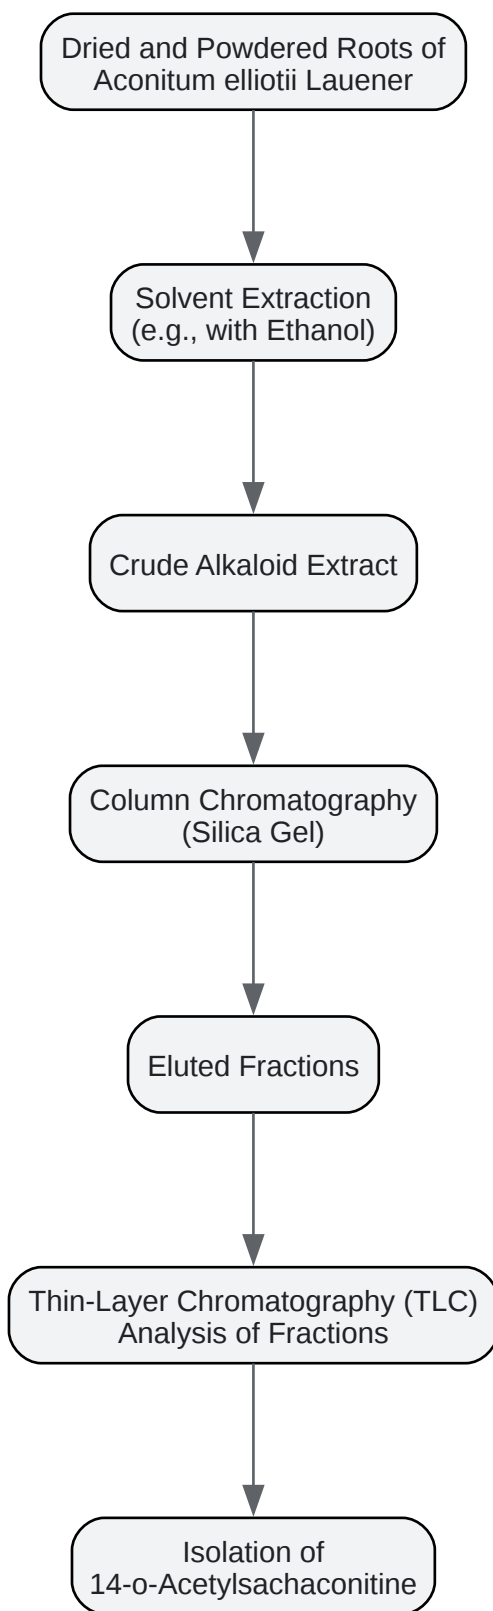 Dried and Powdered Roots of
Aconitum elliotii Lauener
Solvent Extraction
(e.g., with Ethanol)
Crude Alkaloid Extract
Column Chromatography
(Silica Gel)
Eluted Fractions
Thin-Layer Chromatography (TLC)
Analysis of Fractions
Isolation of
14-o-Acetylsachaconitine